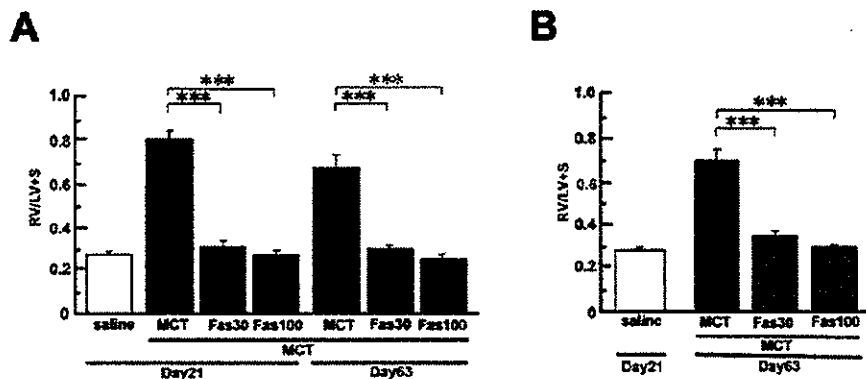 A
B
*** ***
*** ***
***
***
1.0
0.8
0.6
0.4
0.2
0
RV/LV+S
saline MCT Fas30 Fas100 MCT Fas30 Fas100
MCT
Day21 Day63
1.0
0.8
0.6
0.4
0.2
0
RV/LV+S
saline MCT Fas30 Fas100
MCT
Day21 Day63